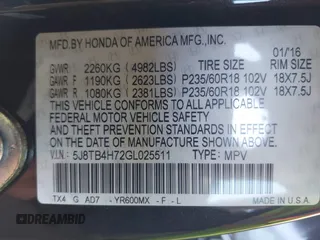 MFD.BY HONDA OF AMERICA MFG.,INC.
01/16
GVWR 2260KG (4982LBS) TIRE SIZE RIM SIZE
GAWR F 1190KG (2623LBS) P235/60R18 102V 18X7.5J
GAWR R 1080KG (2381LBS) P235/60R18 102V 18X7.5J
THIS VEHICLE CONFORMS TO ALL APPLICABLE
FEDERAL MOTOR VEHICLE SAFETY
AND THEFT PREVENTION STANDARDS IN EFFECT ON THE DATE
OF MANUFACTURE SHOWN ABOVE.
V.I.N.: 5J8TB4H72GL025511 TYPE: MPV
TX4 G AD7 - YR600MX - F - L
MADE IN U.S.A.
DREAMBID